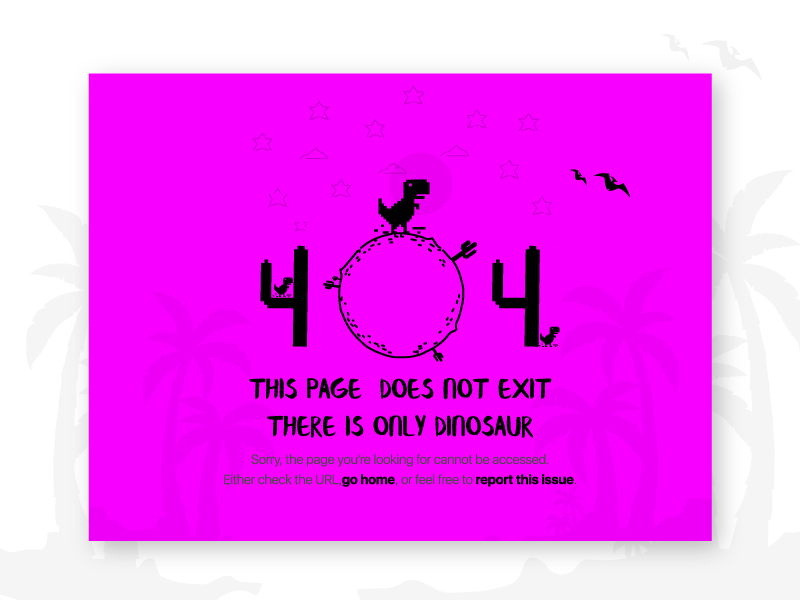 404
THIS PAGE DOES NOT EXIT
THERE IS ONLY DINOSAUR
Sorry, the page you're looking for cannot be accessed
Either check the URL,go home, or feel free to report this issue